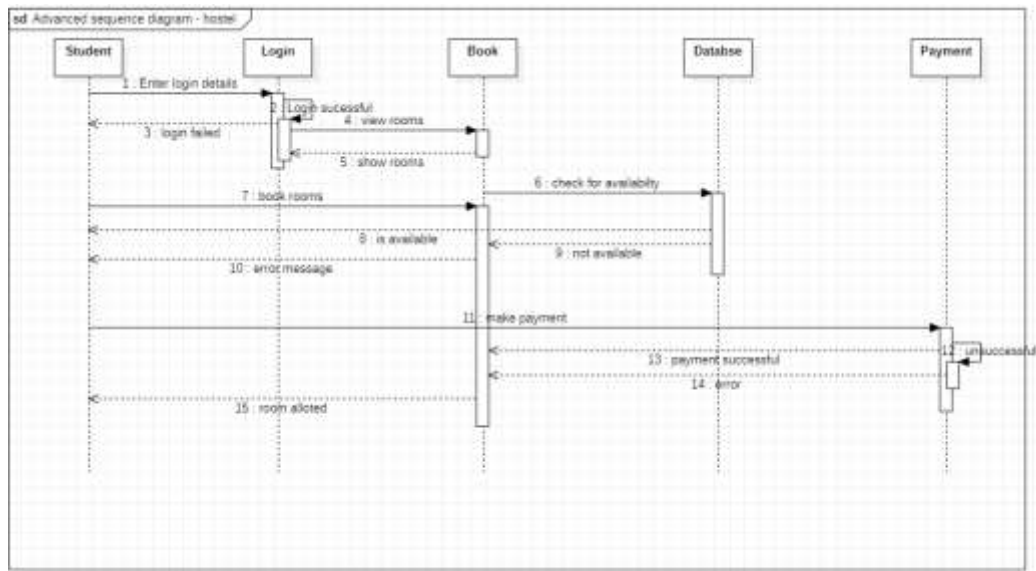 sd Advanced sequence diagram - hostel
Student
Login
Book
Databse
Payment
1 : Enter login details
2 : Login sucessful
3 : login failed
4 : view rooms
5 : show rooms
6 : check for availabilty
7 : book rooms
8 : is available
9 : not available
10 : error message
11 : make payment
12 : unsuccessful
13 : payment successful
14 : error
15 : room alloted